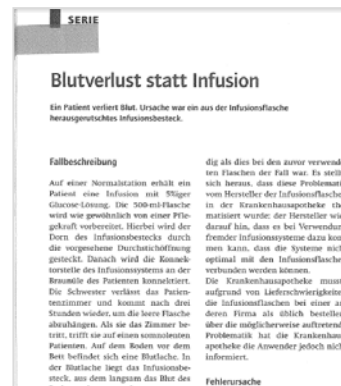 SERIE
Blutverlust statt Infusion
Ein Patient verliert Blut. Ursache war ein aus der Infusionsflasche
herausgerutschtes Infusionsbesteck.
Fallbeschreibung
Auf einer Normalstation erhält ein
Patient eine Infusion mit 5%iger
Glucose-Lösung. Die 500-ml-Flasche
wird wie gewöhnlich von einer Pfle-
gekraft vorbereitet. Hierbei wird der
Dorn des Infusionsbestecks durch
die vorgesehene Durchstichöffnung
gesteckt. Danach wird die Konnek-
torstelle des Infusionssystems an der
Braunüle des Patienten konnektiert.
Die Schwester verlässt das Patien-
tenzimmer und kommt nach drei
Stunden wieder, um die leere Flasche
abzuhängen. Als sie das Zimmer be-
tritt, trifft sie auf einen somnolenten
Patienten. Auf dem Boden vor dem
Bett befindet sich eine Blutlache. In
der Blutlache liegt das Infusionsbe-
steck, aus dem langsam das Blut des
dig als dies bei den zuvor verwend
ten Flaschen der Fall war. Es stell
sich heraus, dass diese Problemati
vom Hersteller der Infusionsflasche
in der Krankenhausapotheke the
matisiert wurde: der Hersteller wie
darauf hin, dass es bei Verwendun
fremder Infusionssysteme dazu kom
men kann, dass die Systeme nich
optimal mit den Infusionsflasche
verbunden werden können.
Die Krankenhausapotheke musst
aufgrund von Lieferschwierigkeite
die Infusionsflaschen bei einer an
deren Firma als üblich bestelle
über die möglicherweise auftretend
Problematik hat die Krankenhaus
apotheke die Anwender jedoch nich
informiert.
Fehlerursache